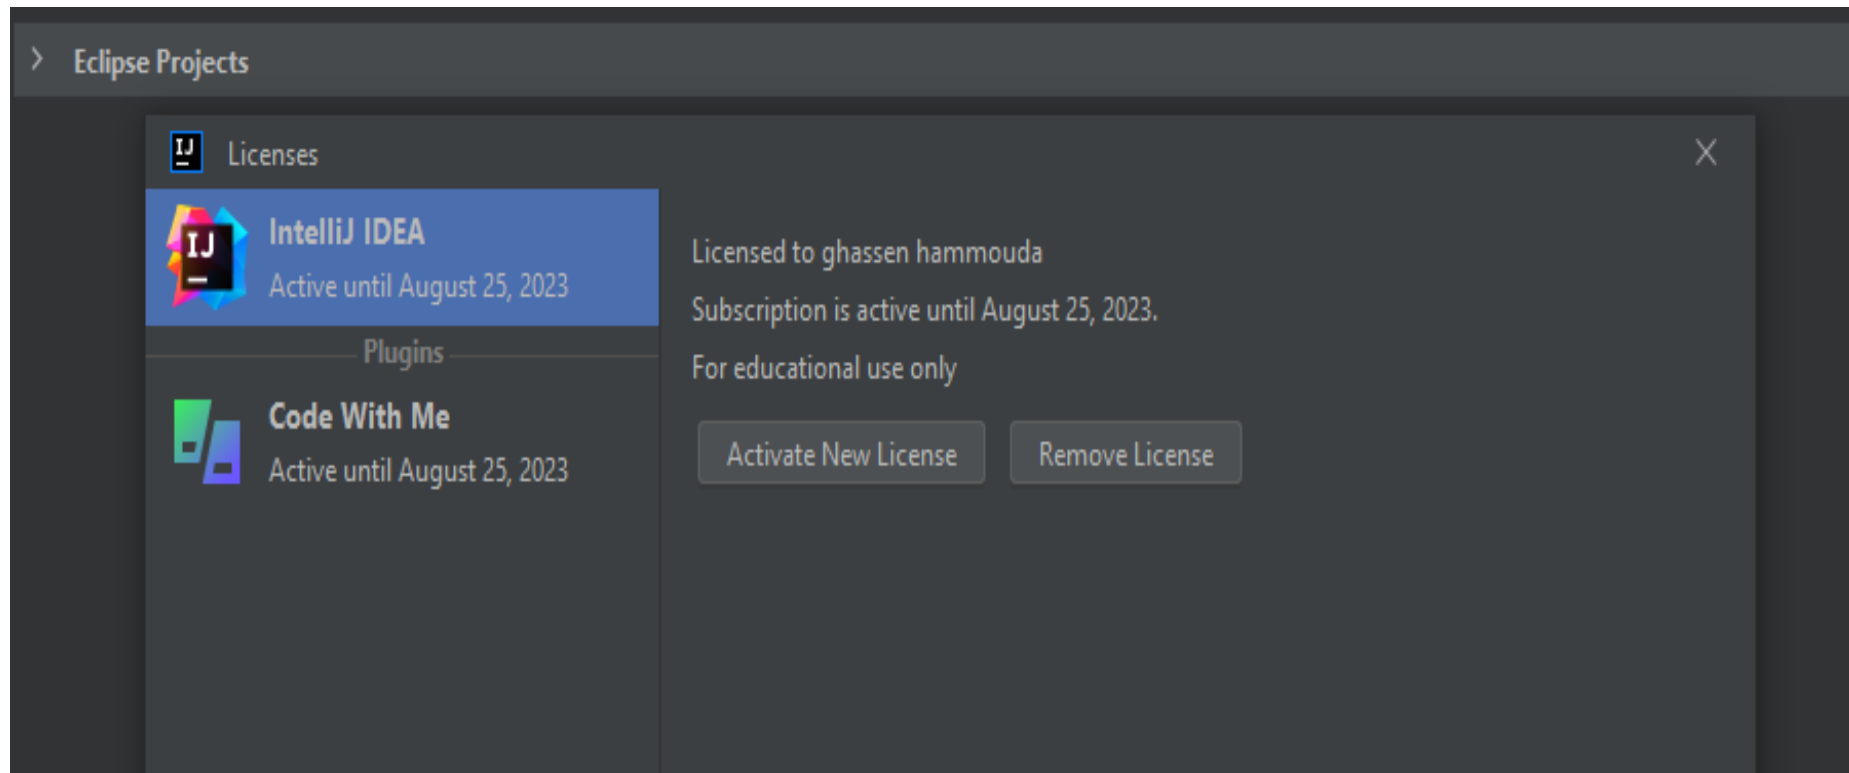 Eclipse Projects
IJ Licenses
IJ
IntelliJ IDEA
Active until August 25, 2023
Plugins
Code With Me
Active until August 25, 2023
Licensed to ghassen hammouda
Subscription is active until August 25, 2023.
For educational use only
Activate New License
Remove License